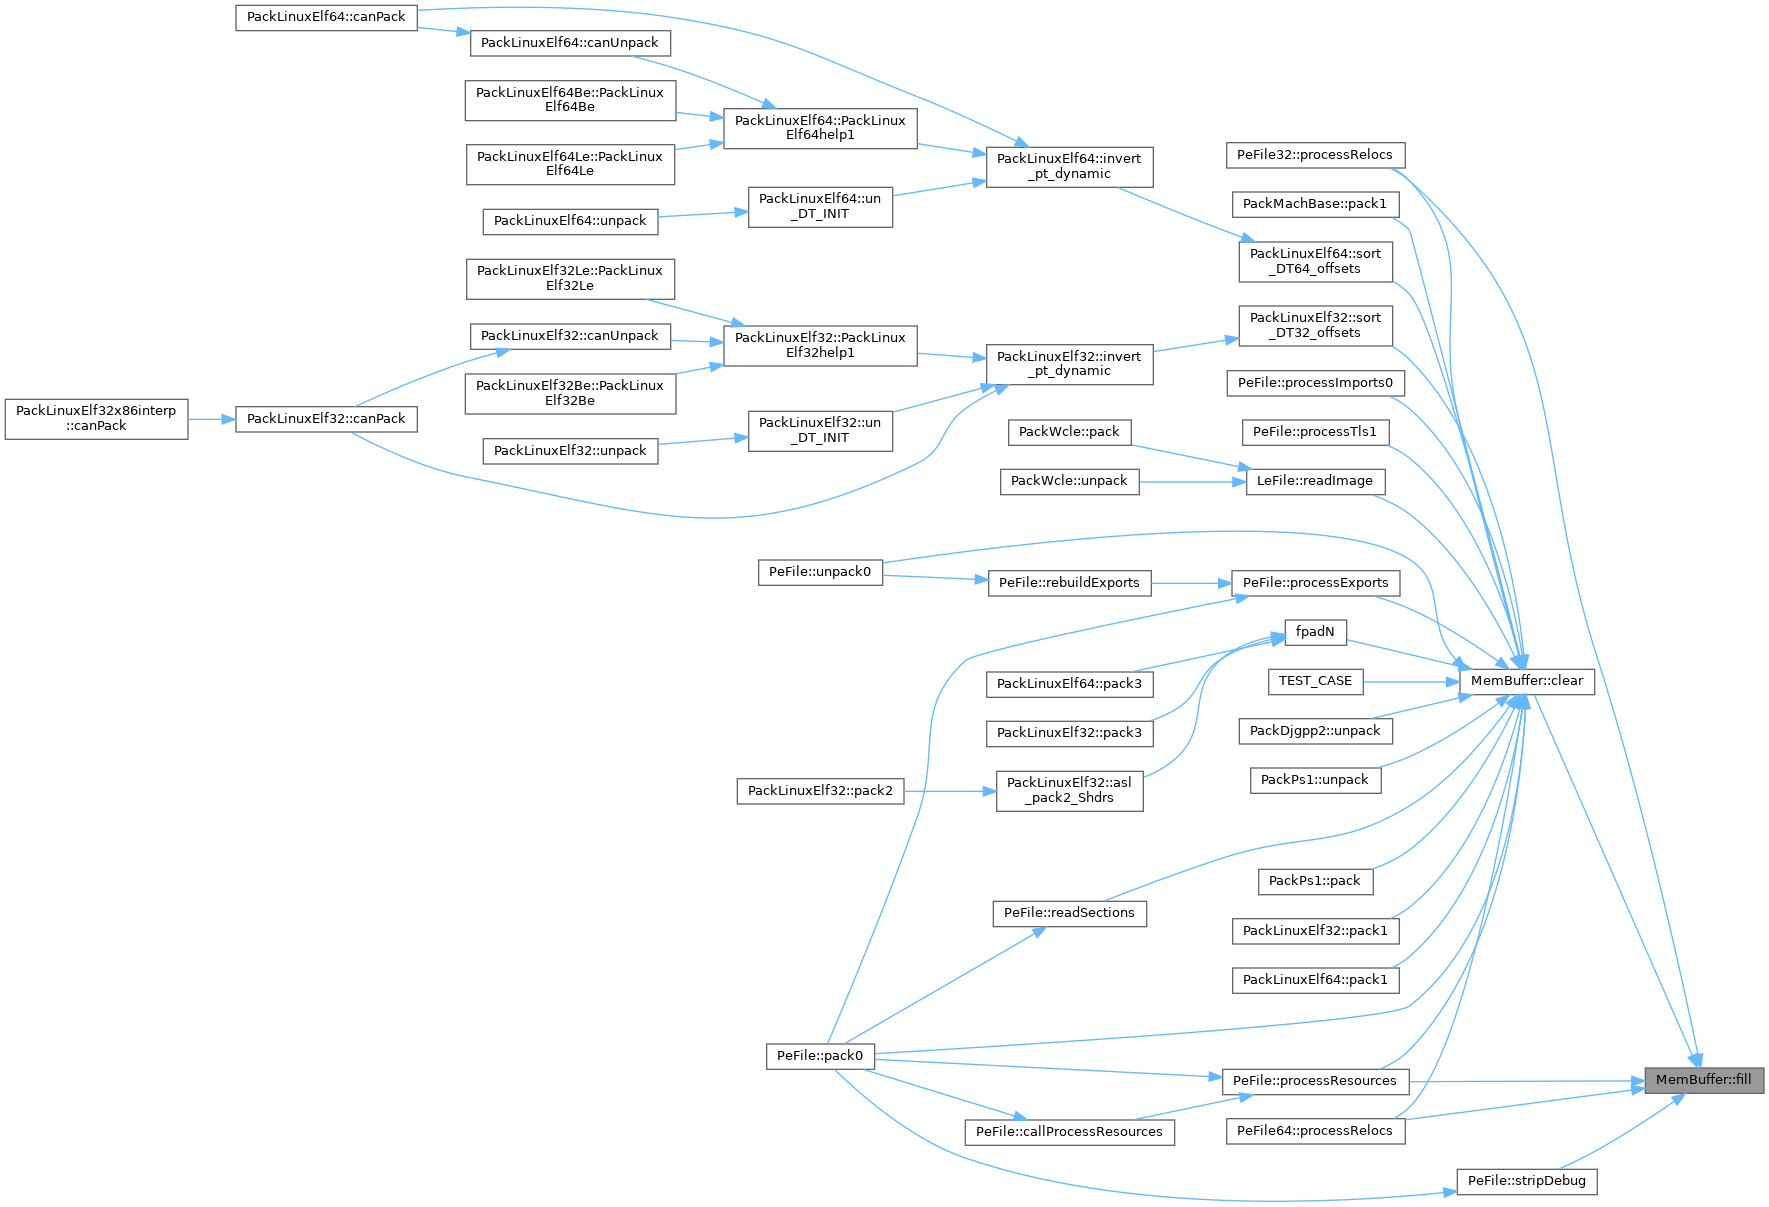 PackLinuxElf64::canPack
PackLinuxElf64::canUnpack
PackLinuxElf64Be::PackLinux
Elf64Be
PackLinuxElf64::PackLinux
Elf64help1
PackLinuxElf64Le::PackLinux
Elf64Le
PackLinuxElf64::invert
_pt_dynamic
PackLinuxElf64::un
_DT_INIT
PackLinuxElf64::unpack
PeFile32::processRelocs
PackMachBase::pack1
PackLinuxElf64::sort
_DT64_offsets
PackLinuxElf32Le::PackLinux
Elf32Le
PackLinuxElf32::canUnpack
PackLinuxElf32::PackLinux
Elf32help1
PackLinuxElf32Be::PackLinux
Elf32Be
PackLinuxElf32::sort
_DT32_offsets
PackLinuxElf32::invert
_pt_dynamic
PackLinuxElf32x86interp
::canPack
PackLinuxElf32::canPack
PackLinuxElf32::un
_DT_INIT
PackLinuxElf32::unpack
PeFile::processImports0
PeFile::processTls1
PackWcle::pack
PackWcle::unpack
LeFile::readImage
PeFile::unpack0
PeFile::rebuildExports
PeFile::processExports
fpadN
PackLinuxElf64::pack3
TEST_CASE
MemBuffer::clear
PackLinuxElf32::pack3
PackDjgpp2::unpack
PackLinuxElf32::pack2
PackLinuxElf32::asl
_pack2_Shdrs
PackPs1::unpack
PackPs1::pack
PeFile::readSections
PackLinuxElf32::pack1
PackLinuxElf64::pack1
PeFile::pack0
PeFile::processResources
MemBuffer::fill
PeFile::callProcessResources
PeFile64::processRelocs
PeFile::stripDebug